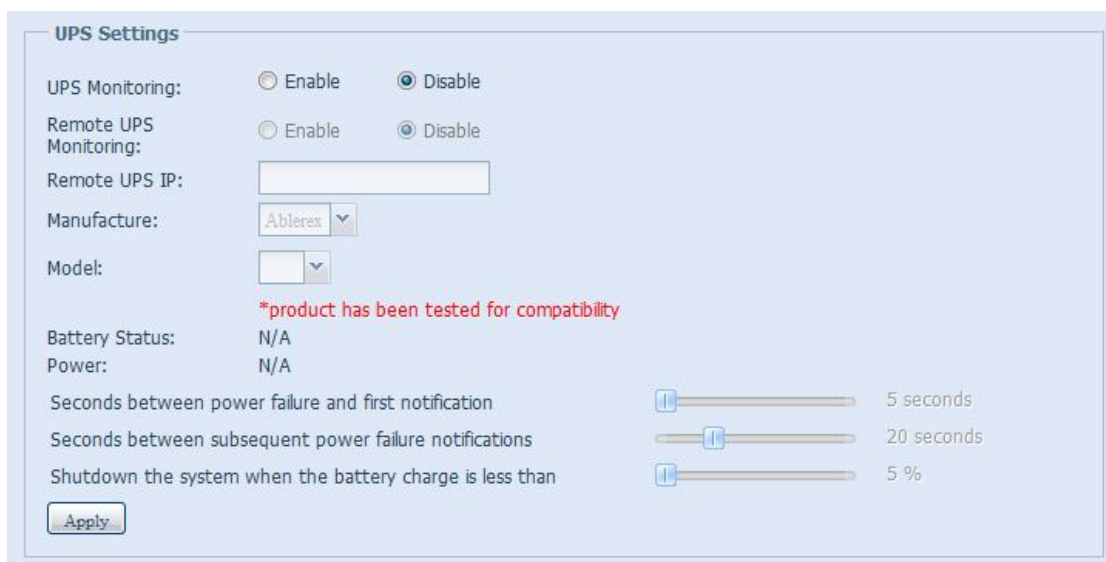 UPS Settings
UPS Monitoring: Enable Disable
Remote UPS
Monitoring: Enable Disable
Remote UPS IP:
Manufacture: Ablerex
Model:
*product has been tested for compatibility
Battery Status: N/A
Power: N/A
Seconds between power failure and first notification 5 seconds
Seconds between subsequent power failure notifications 20 seconds
Shutdown the system when the battery charge is less than 5 %
Apply